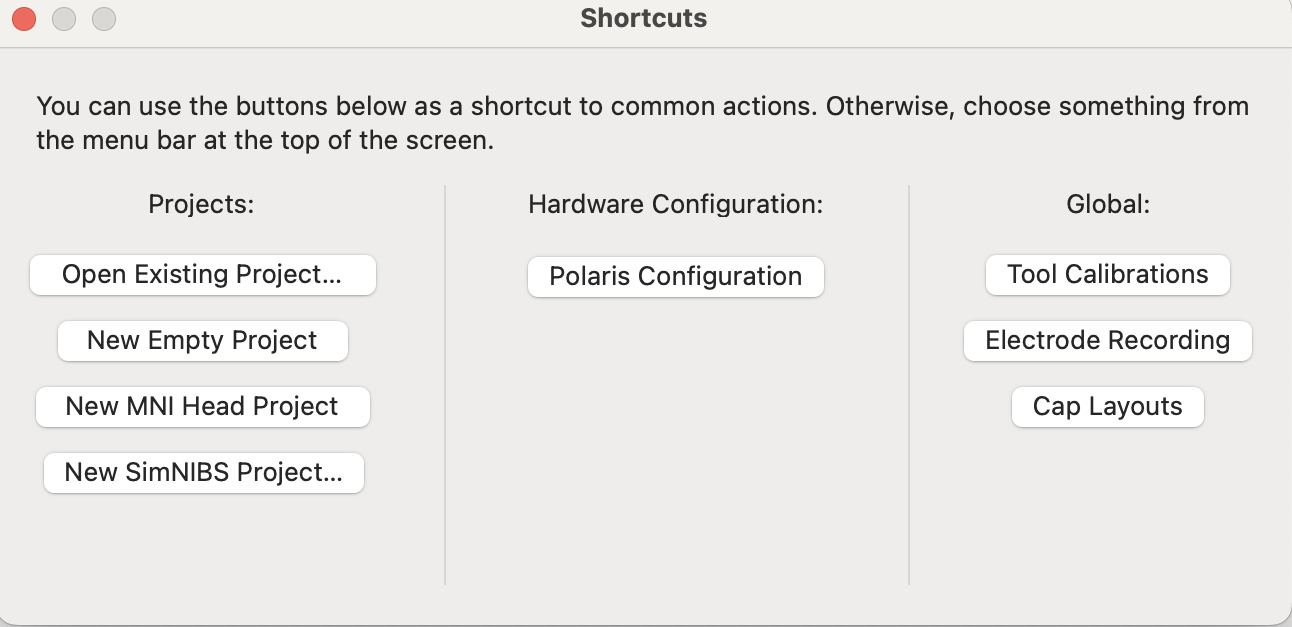 Shortcuts
You can use the buttons below as a shortcut to common actions. Otherwise, choose something from
the menu bar at the top of the screen.
Projects:
Open Existing Project...
New Empty Project
New MNI Head Project
New SimNIBS Project...
Hardware Configuration:
Polaris Configuration
Global:
Tool Calibrations
Electrode Recording
Cap Layouts